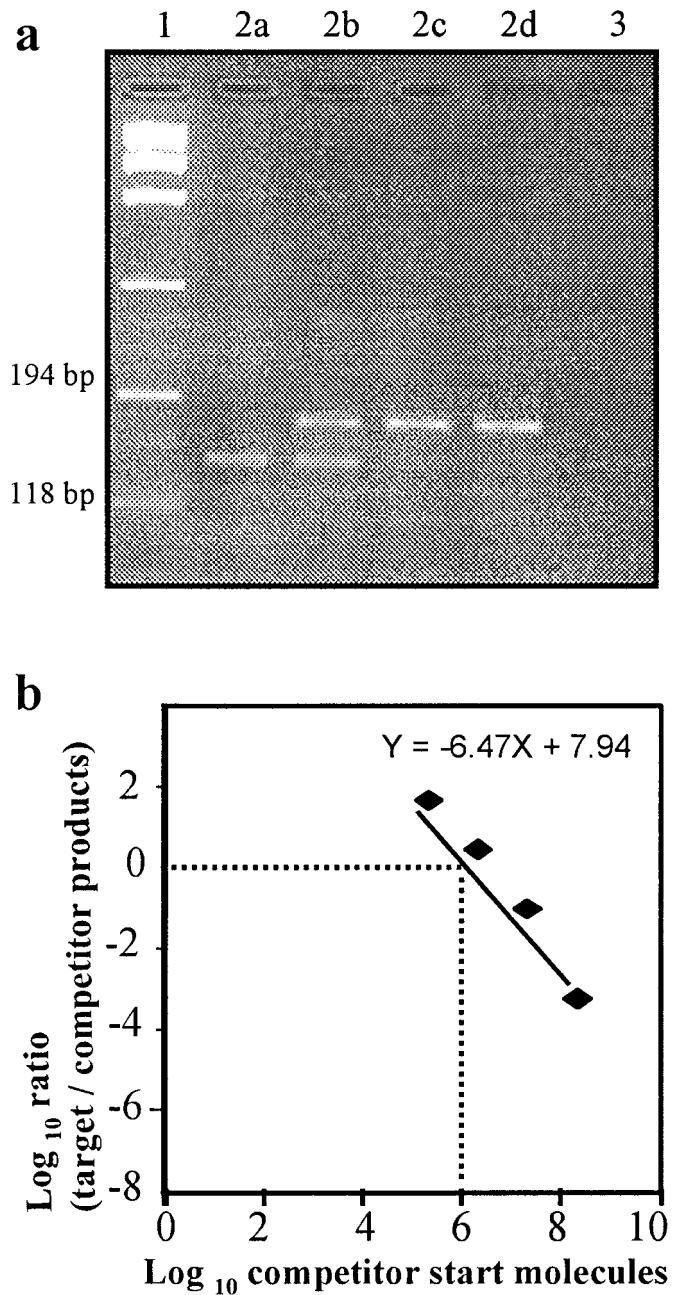 a
1 2a 2b 2c 2d 3
194 bp
118 bp
b
Y = -6.47X + 7.94
2
0
-2
-4
-6
-8
0 2 4 6 8 10
Log 10 ratio
(target / competitor products)
Log 10 competitor start molecules